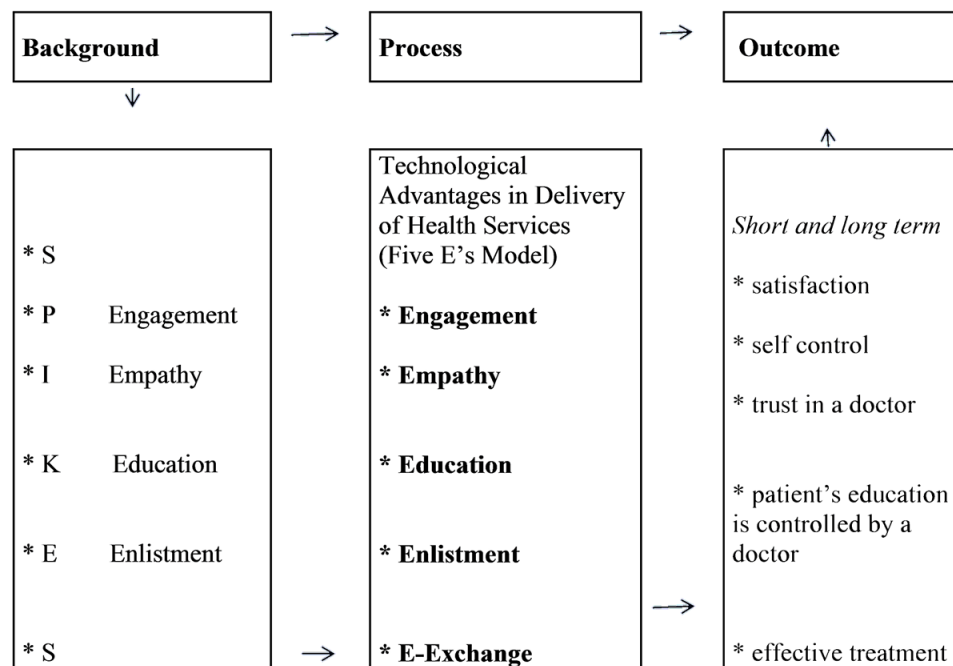 Background
Process
Outcome
* S
* P Engagement
* I Empathy
* K Education
* E Enlistment
* S
Technological
Advantages in Delivery
of Health Services
(Five E’s Model)
* Engagement
* Empathy
* Education
* Enlistment
* E-Exchange
Short and long term
* satisfaction
* self control
* trust in a doctor
* patient’s education
is controlled by a
doctor
* effective treatment